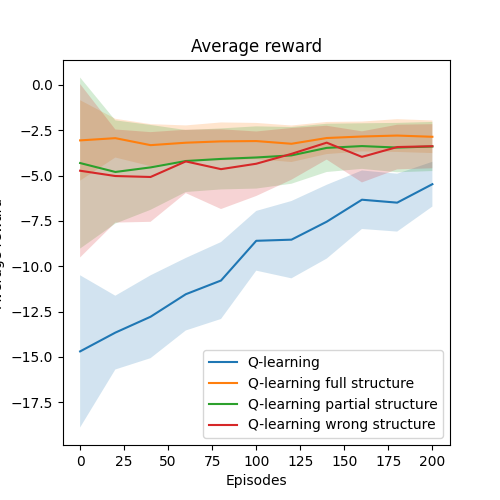 Average reward
0.0
−2.5
−5.0
−7.5
−10.0
−12.5
−15.0
−17.5
0 25 50 75 100 125 150 175 200
Episodes
Q-learning
Q-learning full structure
Q-learning partial structure
Q-learning wrong structure